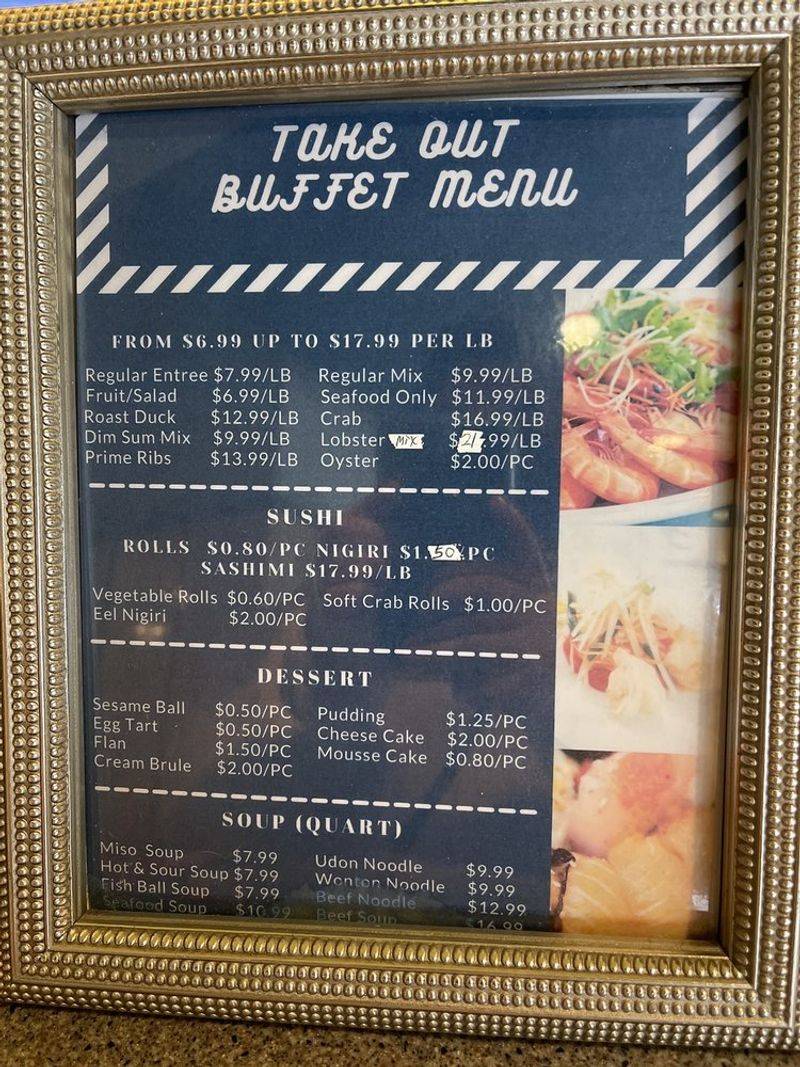 TAKE OUT
BUFFET MENU
FROM $6.99 UP TO $17.99 PER LB
Regular Entree $7.99/LB Regular Mix $9.99/LB
Fruit/Salad $6.99/LB Seafood Only $11.99/LB
Roast Duck $12.99/LB Crab $16.99/LB
Dim Sum Mix $9.99/LB Lobster MIX $21.99/LB
Prime Ribs $13.99/LB Oyster $2.00/PC
SUSHI
ROLLS $0.80/PC NIGIRI $1.50/PC
SASHIMI $17.99/LB
Vegetable Rolls $0.60/PC Soft Crab Rolls $1.00/PC
Eel Nigiri $2.00/PC
DESSERT
Sesame Ball $0.50/PC Pudding $1.25/PC
Egg Tart $0.50/PC Cheese Cake $2.00/PC
Flan $1.50/PC Mousse Cake $0.80/PC
Cream Brule $2.00/PC
SOUP (QUART)
Miso Soup $7.99 Udon Noodle $9.99
Hot & Sour Soup $7.99 Wonton Noodle $9.99
Fish Ball Soup $7.99 Beef Noodle $12.99
Seafood Soup $10.99 Beef Soup $16.99